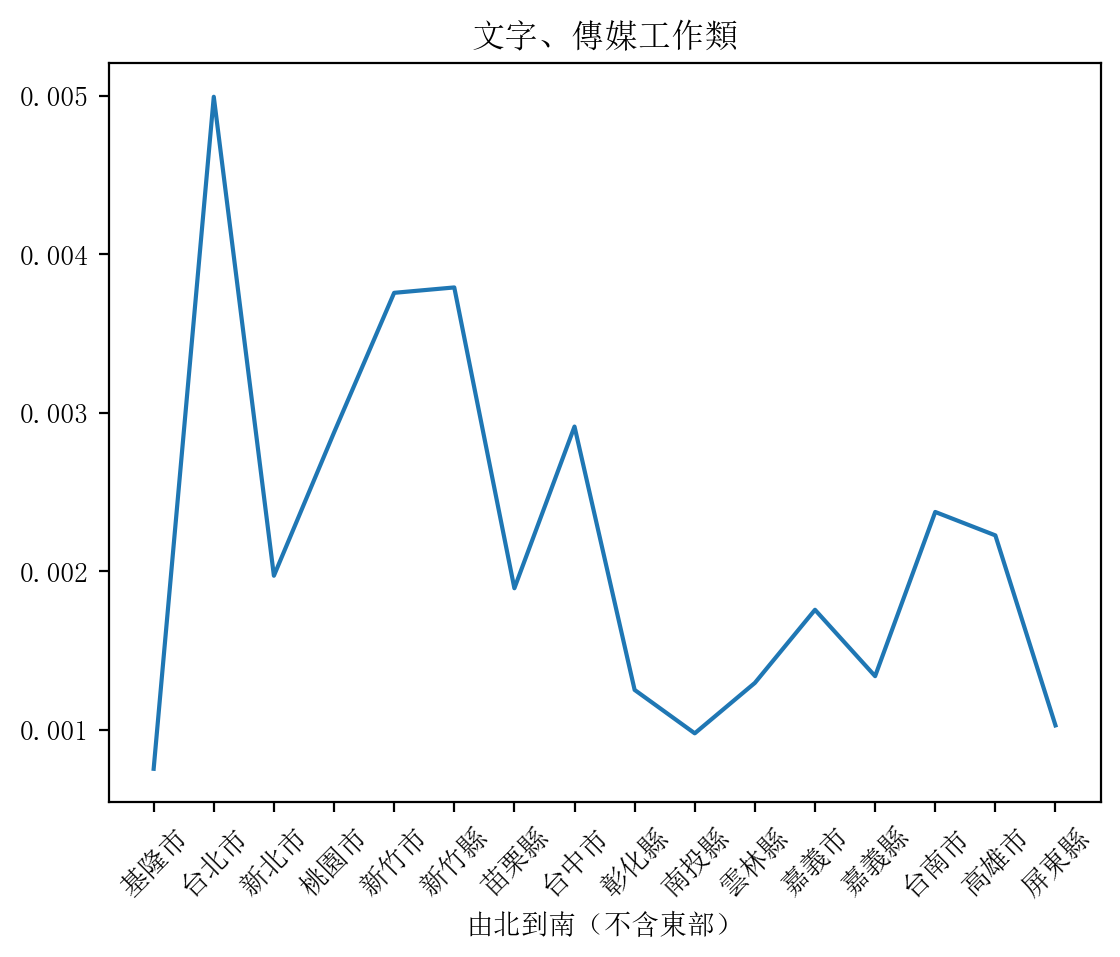 文字、傳媒工作類
0.005
0.004
0.003
0.002
0.001
基隆市
台北市
新北市
桃園市
新竹市
新竹縣
苗栗縣
台中市
彰化縣
南投縣
雲林縣
嘉義市
嘉義縣
台南市
高雄市
屏東縣
由北到南（不含東部）